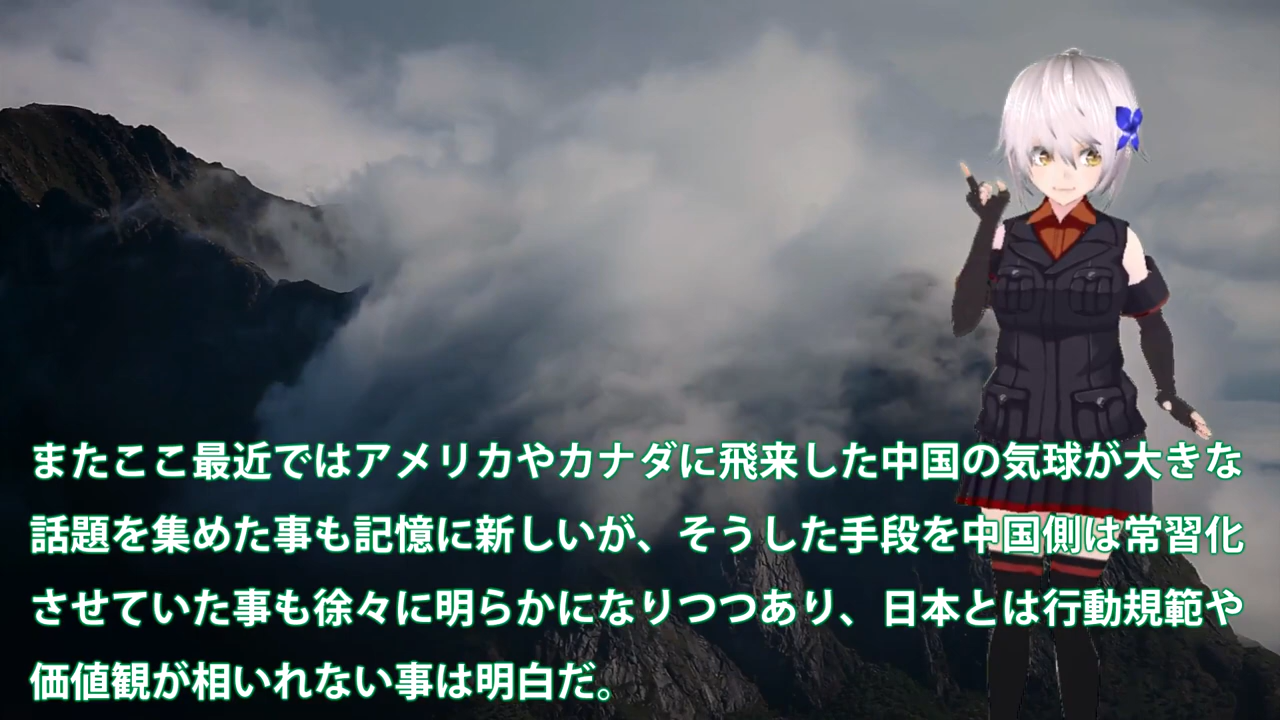 またここ最近ではアメリカやカナダに飛来した中国の気球が大きな
話題を集めた事も記憶に新しいが、そうした手段を中国側は常習化
させていた事も徐々に明らかになりつつあり、日本とは行動規範や
価値観が相いれない事は明白だ。